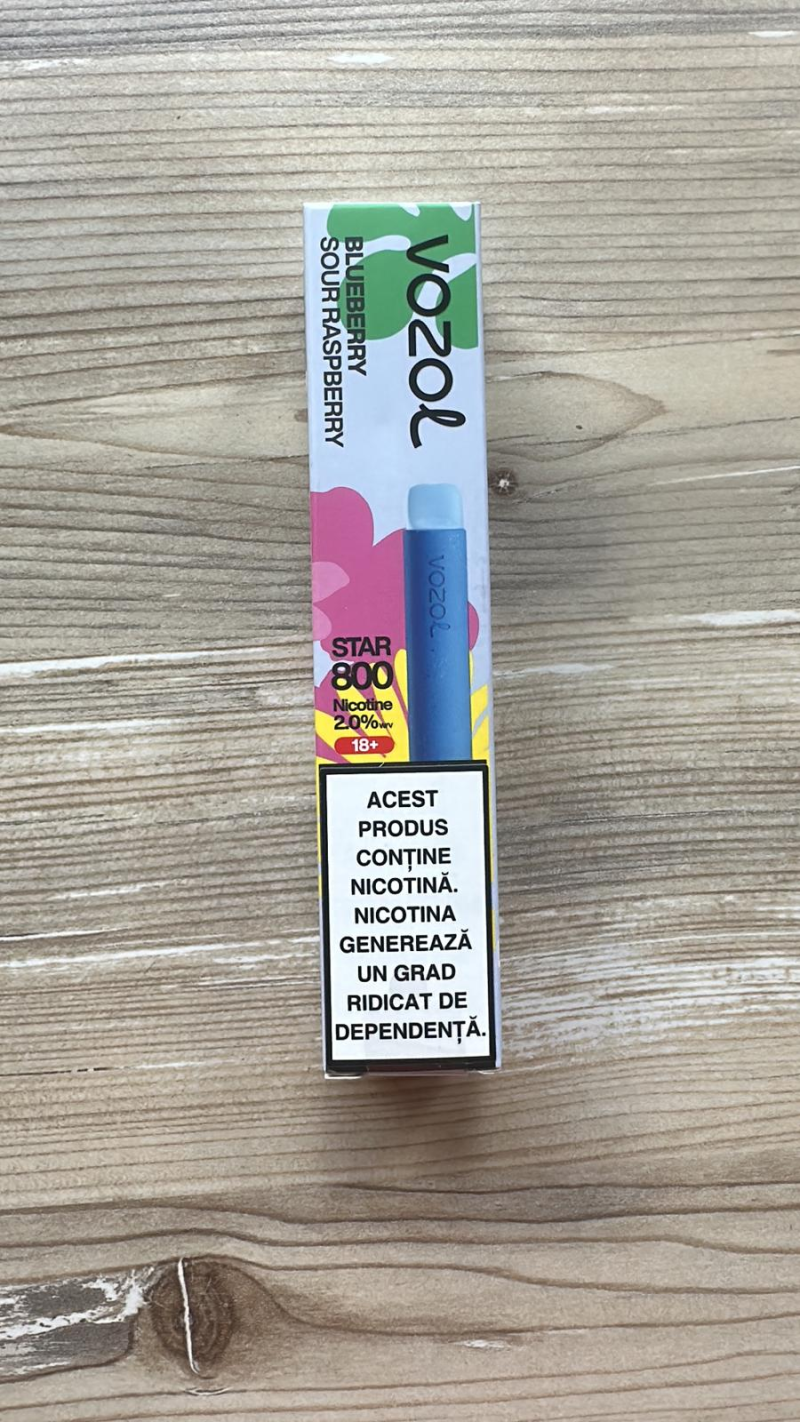 VOZOL
BLUEBERRY
SOUR RASPBERRY
VOZOL
STAR
800
Nicotine
2.0% w/v
18+
ACEST
PRODUS
CONȚINE
NICOTINĂ.
NICOTINA
GENEREAZĂ
UN GRAD
RIDICAT DE
DEPENDENȚĂ.